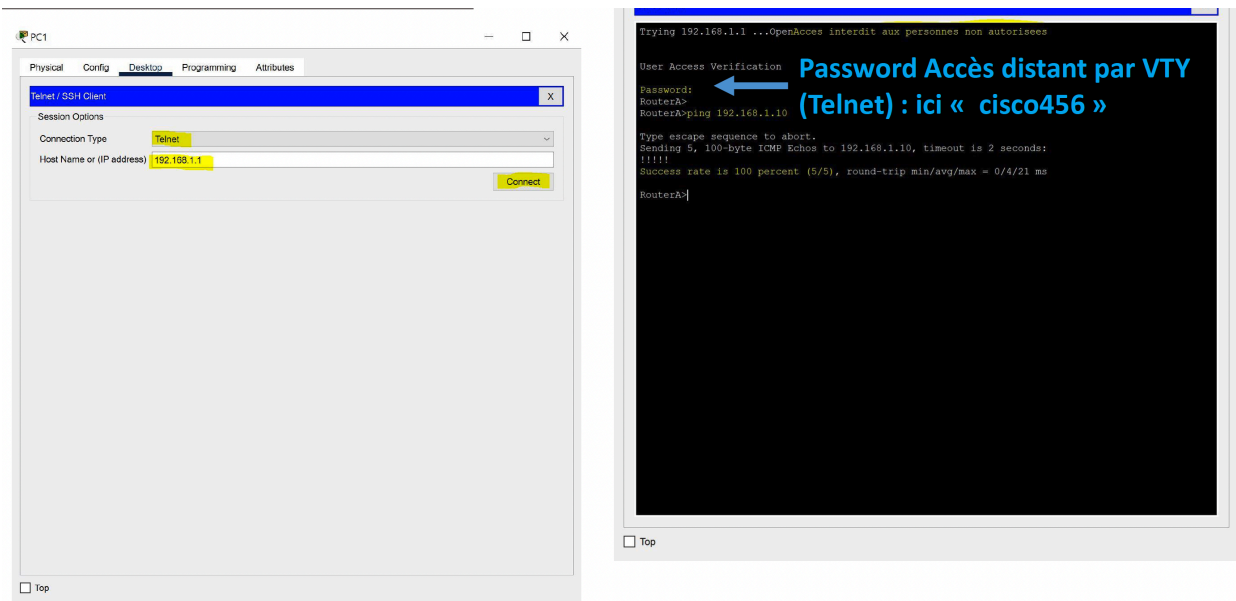 PC1
Physical Config Desktop Programming Attributes
Telnet / SSH Client X
Session Options
Connection Type Telnet
Host Name or (IP address) 192.168.1.1
Connect
Top
Trying 192.168.1.1 ...OpenAcces interdit aux personnes non autorisees
User Access Verification
Password:
RouterA>
RouterA>ping 192.168.1.10
Password Accès distant par VTY
(Telnet) : ici « cisco456 »
Type escape sequence to abort.
Sending 5, 100-byte ICMP Echos to 192.168.1.10, timeout is 2 seconds:
!!!!!
Success rate is 100 percent (5/5), round-trip min/avg/max = 0/4/21 ms
RouterA>
Top